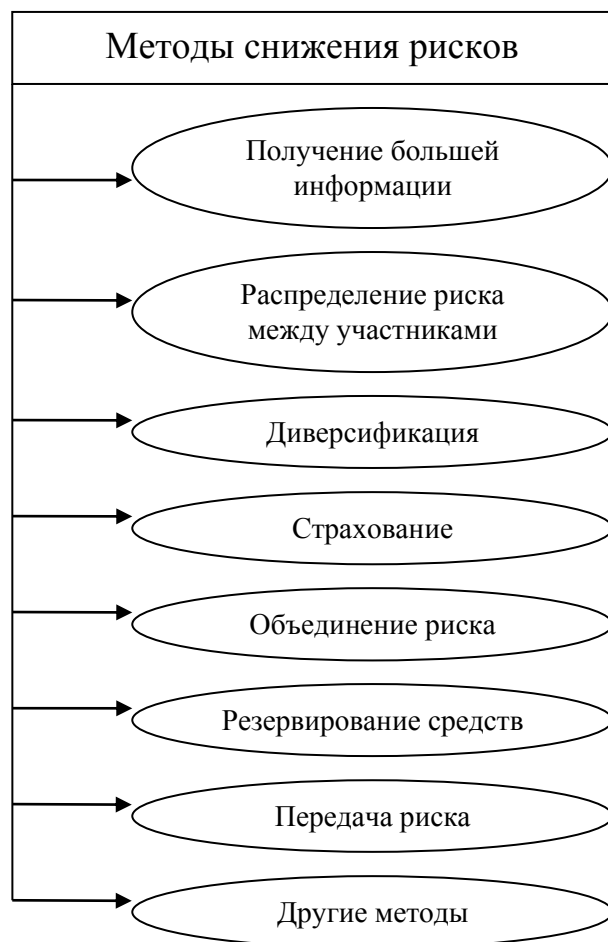 Методы снижения рисков
Получение большей
информации
Распределение риска
между участниками
Диверсификация
Страхование
Объединение риска
Резервирование средств
Передача риска
Другие методы